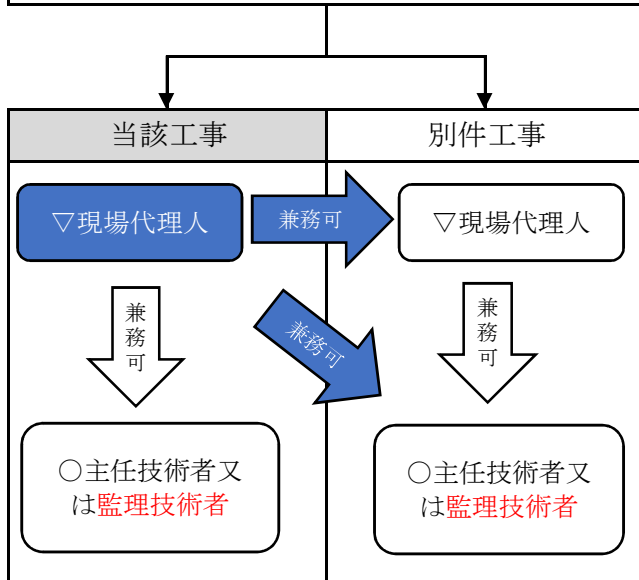 当該工事
別件工事
▽現場代理人
兼務可
▽現場代理人
兼務可
兼務可
兼務可
○主任技術者又
は監理技術者
○主任技術者又
は監理技術者